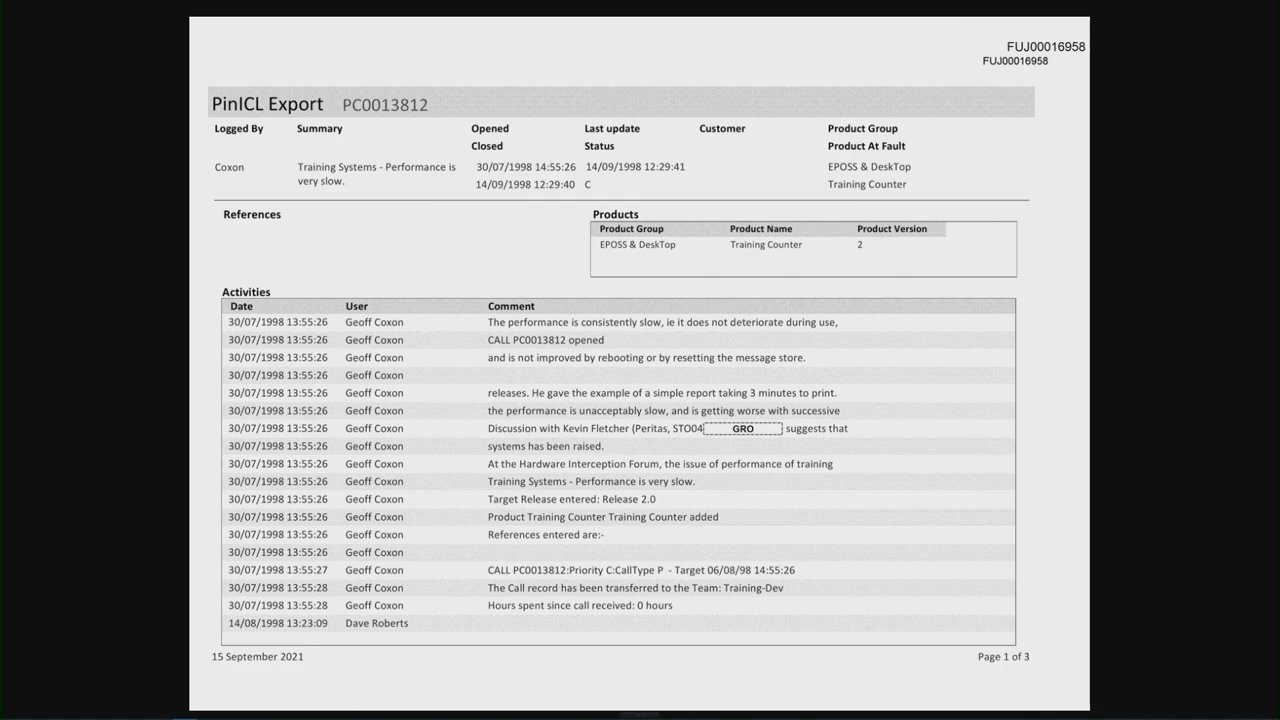 FUJ00016958
FUJ00016958
PinICL Export PC0013812
Logged By Summary Opened Last update Customer Product Group
Closed Status Product At Fault
Coxon Training Systems - Performance is 30/07/1998 14:55:26 14/09/1998 12:29:41 EPOSS & DeskTop
very slow. 14/09/1998 12:29:40 C Training Counter
References Products
Product Group Product Name Product Version
EPOSS & DeskTop Training Counter 2
Activities
Date User Comment
30/07/1998 13:55:26 Geoff Coxon The performance is consistently slow, ie it does not deteriorate during use,
30/07/1998 13:55:26 Geoff Coxon CALL PC0013812 opened
30/07/1998 13:55:26 Geoff Coxon and is not improved by rebooting or by resetting the message store.
30/07/1998 13:55:26 Geoff Coxon
30/07/1998 13:55:26 Geoff Coxon releases. He gave the example of a simple report taking 3 minutes to print.
30/07/1998 13:55:26 Geoff Coxon the performance is unacceptably slow, and is getting worse with successive
30/07/1998 13:55:26 Geoff Coxon Discussion with Kevin Fletcher (Peritas, STO04 GRO suggests that
30/07/1998 13:55:26 Geoff Coxon systems has been raised.
30/07/1998 13:55:26 Geoff Coxon At the Hardware Interception Forum, the issue of performance of training
30/07/1998 13:55:26 Geoff Coxon Training Systems - Performance is very slow.
30/07/1998 13:55:26 Geoff Coxon Target Release entered: Release 2.0
30/07/1998 13:55:26 Geoff Coxon Product Training Counter Training Counter added
30/07/1998 13:55:26 Geoff Coxon References entered are:-
30/07/1998 13:55:26 Geoff Coxon
30/07/1998 13:55:27 Geoff Coxon CALL PC0013812:Priority C:CallType P - Target 06/08/98 14:55:26
30/07/1998 13:55:28 Geoff Coxon The Call record has been transferred to the Team: Training-Dev
30/07/1998 13:55:28 Geoff Coxon Hours spent since call received: 0 hours
14/08/1998 13:23:09 Dave Roberts
15 September 2021 Page 1 of 3